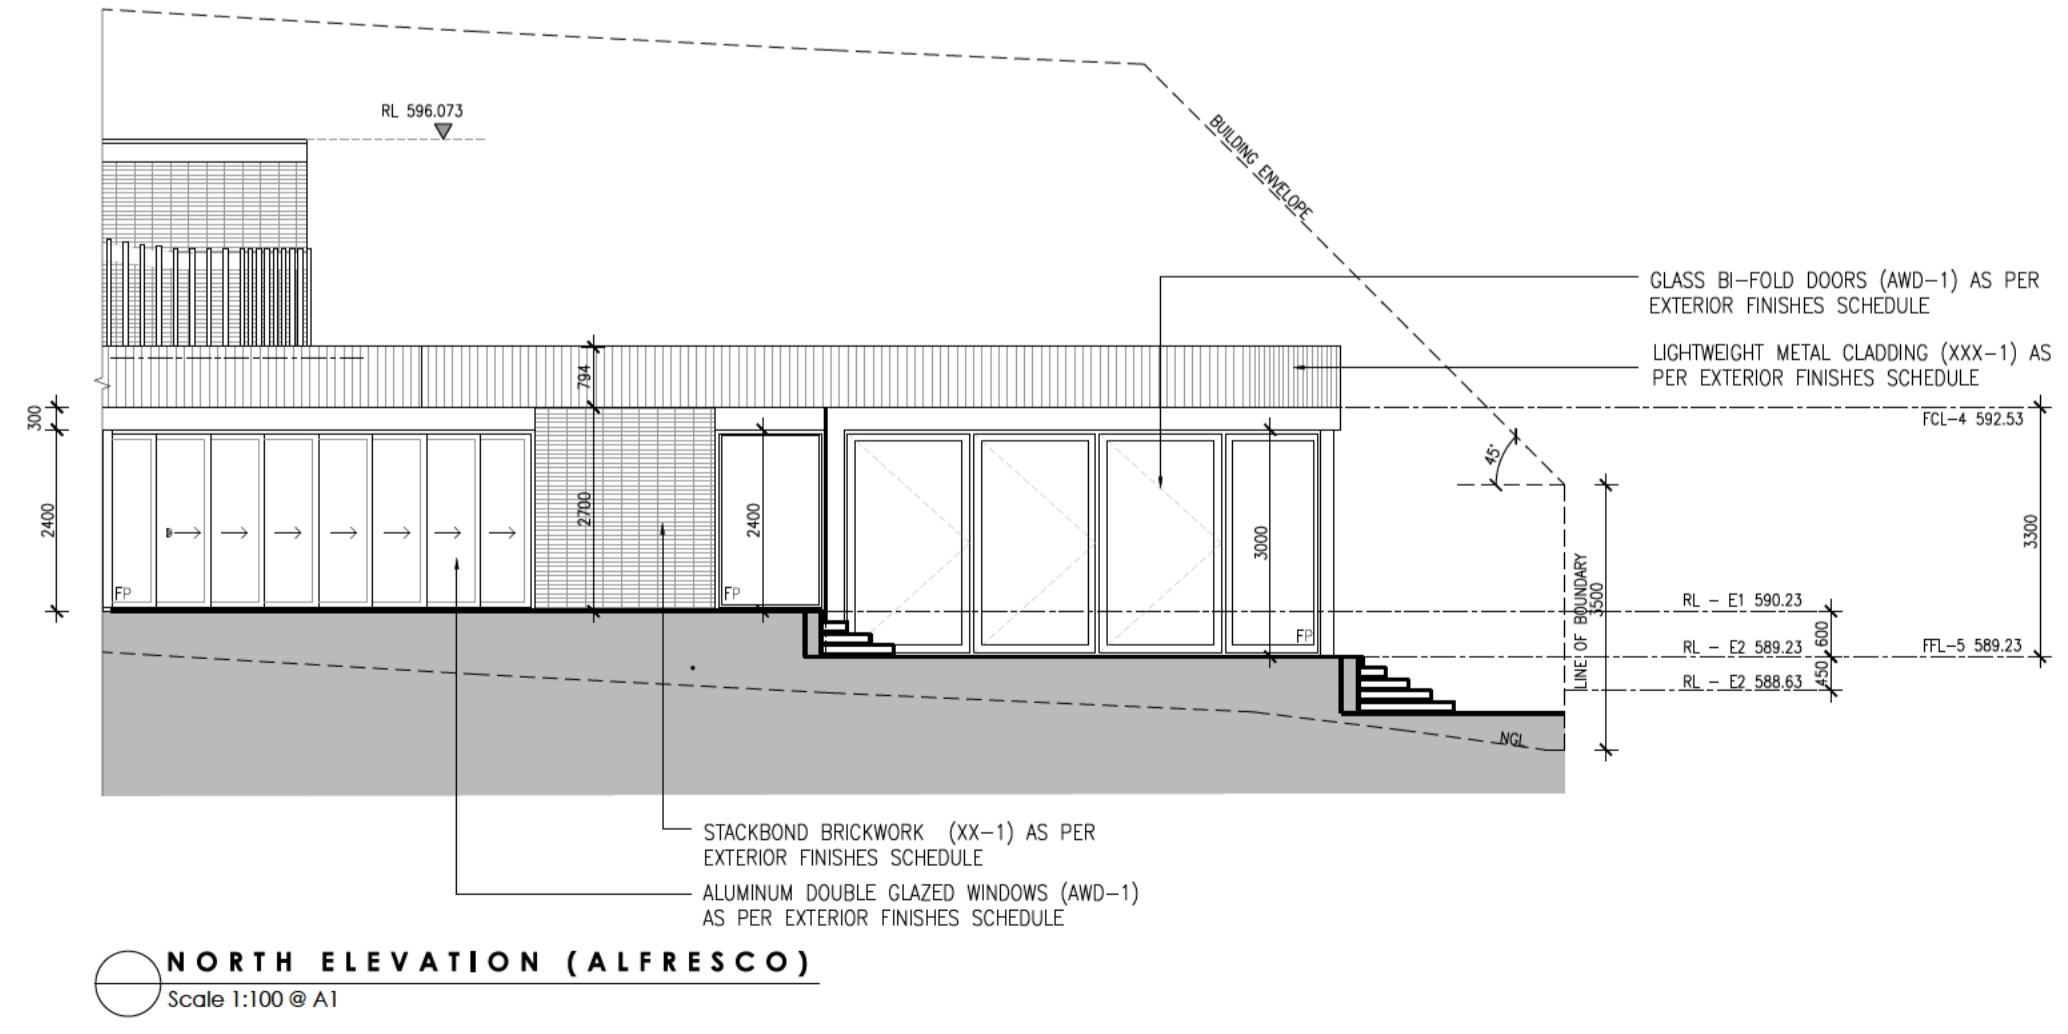 RL 596.073
BUILDING ENVELOPE
GLASS BI-FOLD DOORS (AWD-1) AS PER
EXTERIOR FINISHES SCHEDULE
LIGHTWEIGHT METAL CLADDING (XXX-1) AS
PER EXTERIOR FINISHES SCHEDULE
794
300
FCL-4 592.53
45°
2400
2700
2400
3000
3300
LINE OF BOUNDARY
3500
FP
FP
FP
RL - E1 590.23
600
RL - E2 589.23
FFL-5 589.23
450
RL - E2 588.63
NGL
STACKBOND BRICKWORK (XX-1) AS PER
EXTERIOR FINISHES SCHEDULE
ALUMINUM DOUBLE GLAZED WINDOWS (AWD-1)
AS PER EXTERIOR FINISHES SCHEDULE
NORTH ELEVATION (ALFRESCO)
Scale 1:100 @ A1